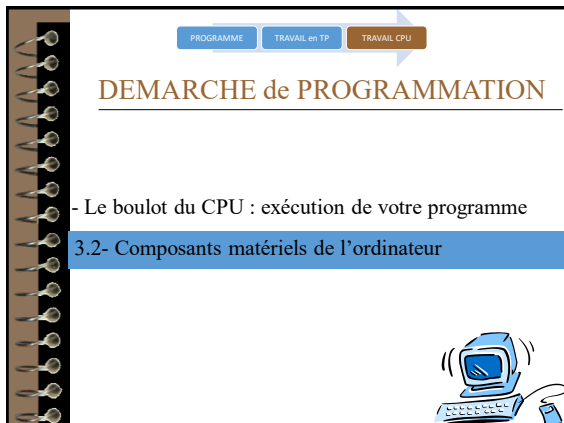 PROGRAMME TRAVAIL en TP TRAVAIL CPU
DEMARCHE de PROGRAMMATION
- Le boulot du CPU : exécution de votre programme
3.2- Composants matériels de l’ordinateur